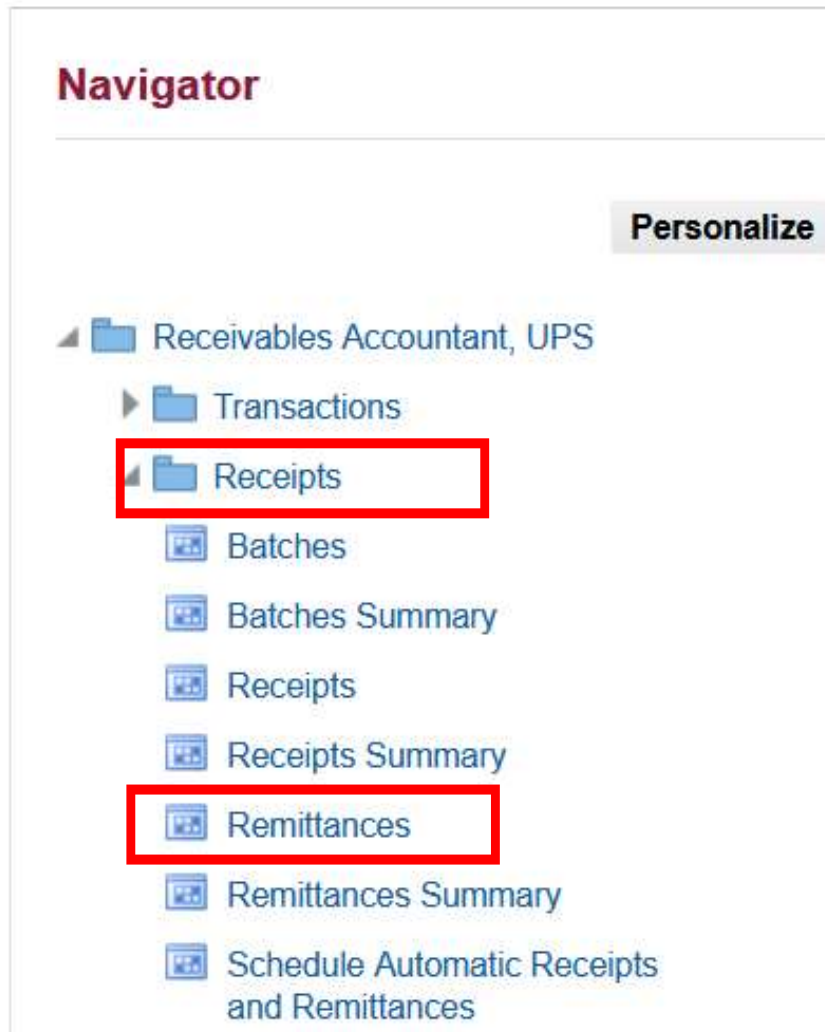 Navigator
Personalize
Receivables Accountant, UPS
Transactions
Receipts
Batches
Batches Summary
Receipts
Receipts Summary
Remittances
Remittances Summary
Schedule Automatic Receipts
and Remittances